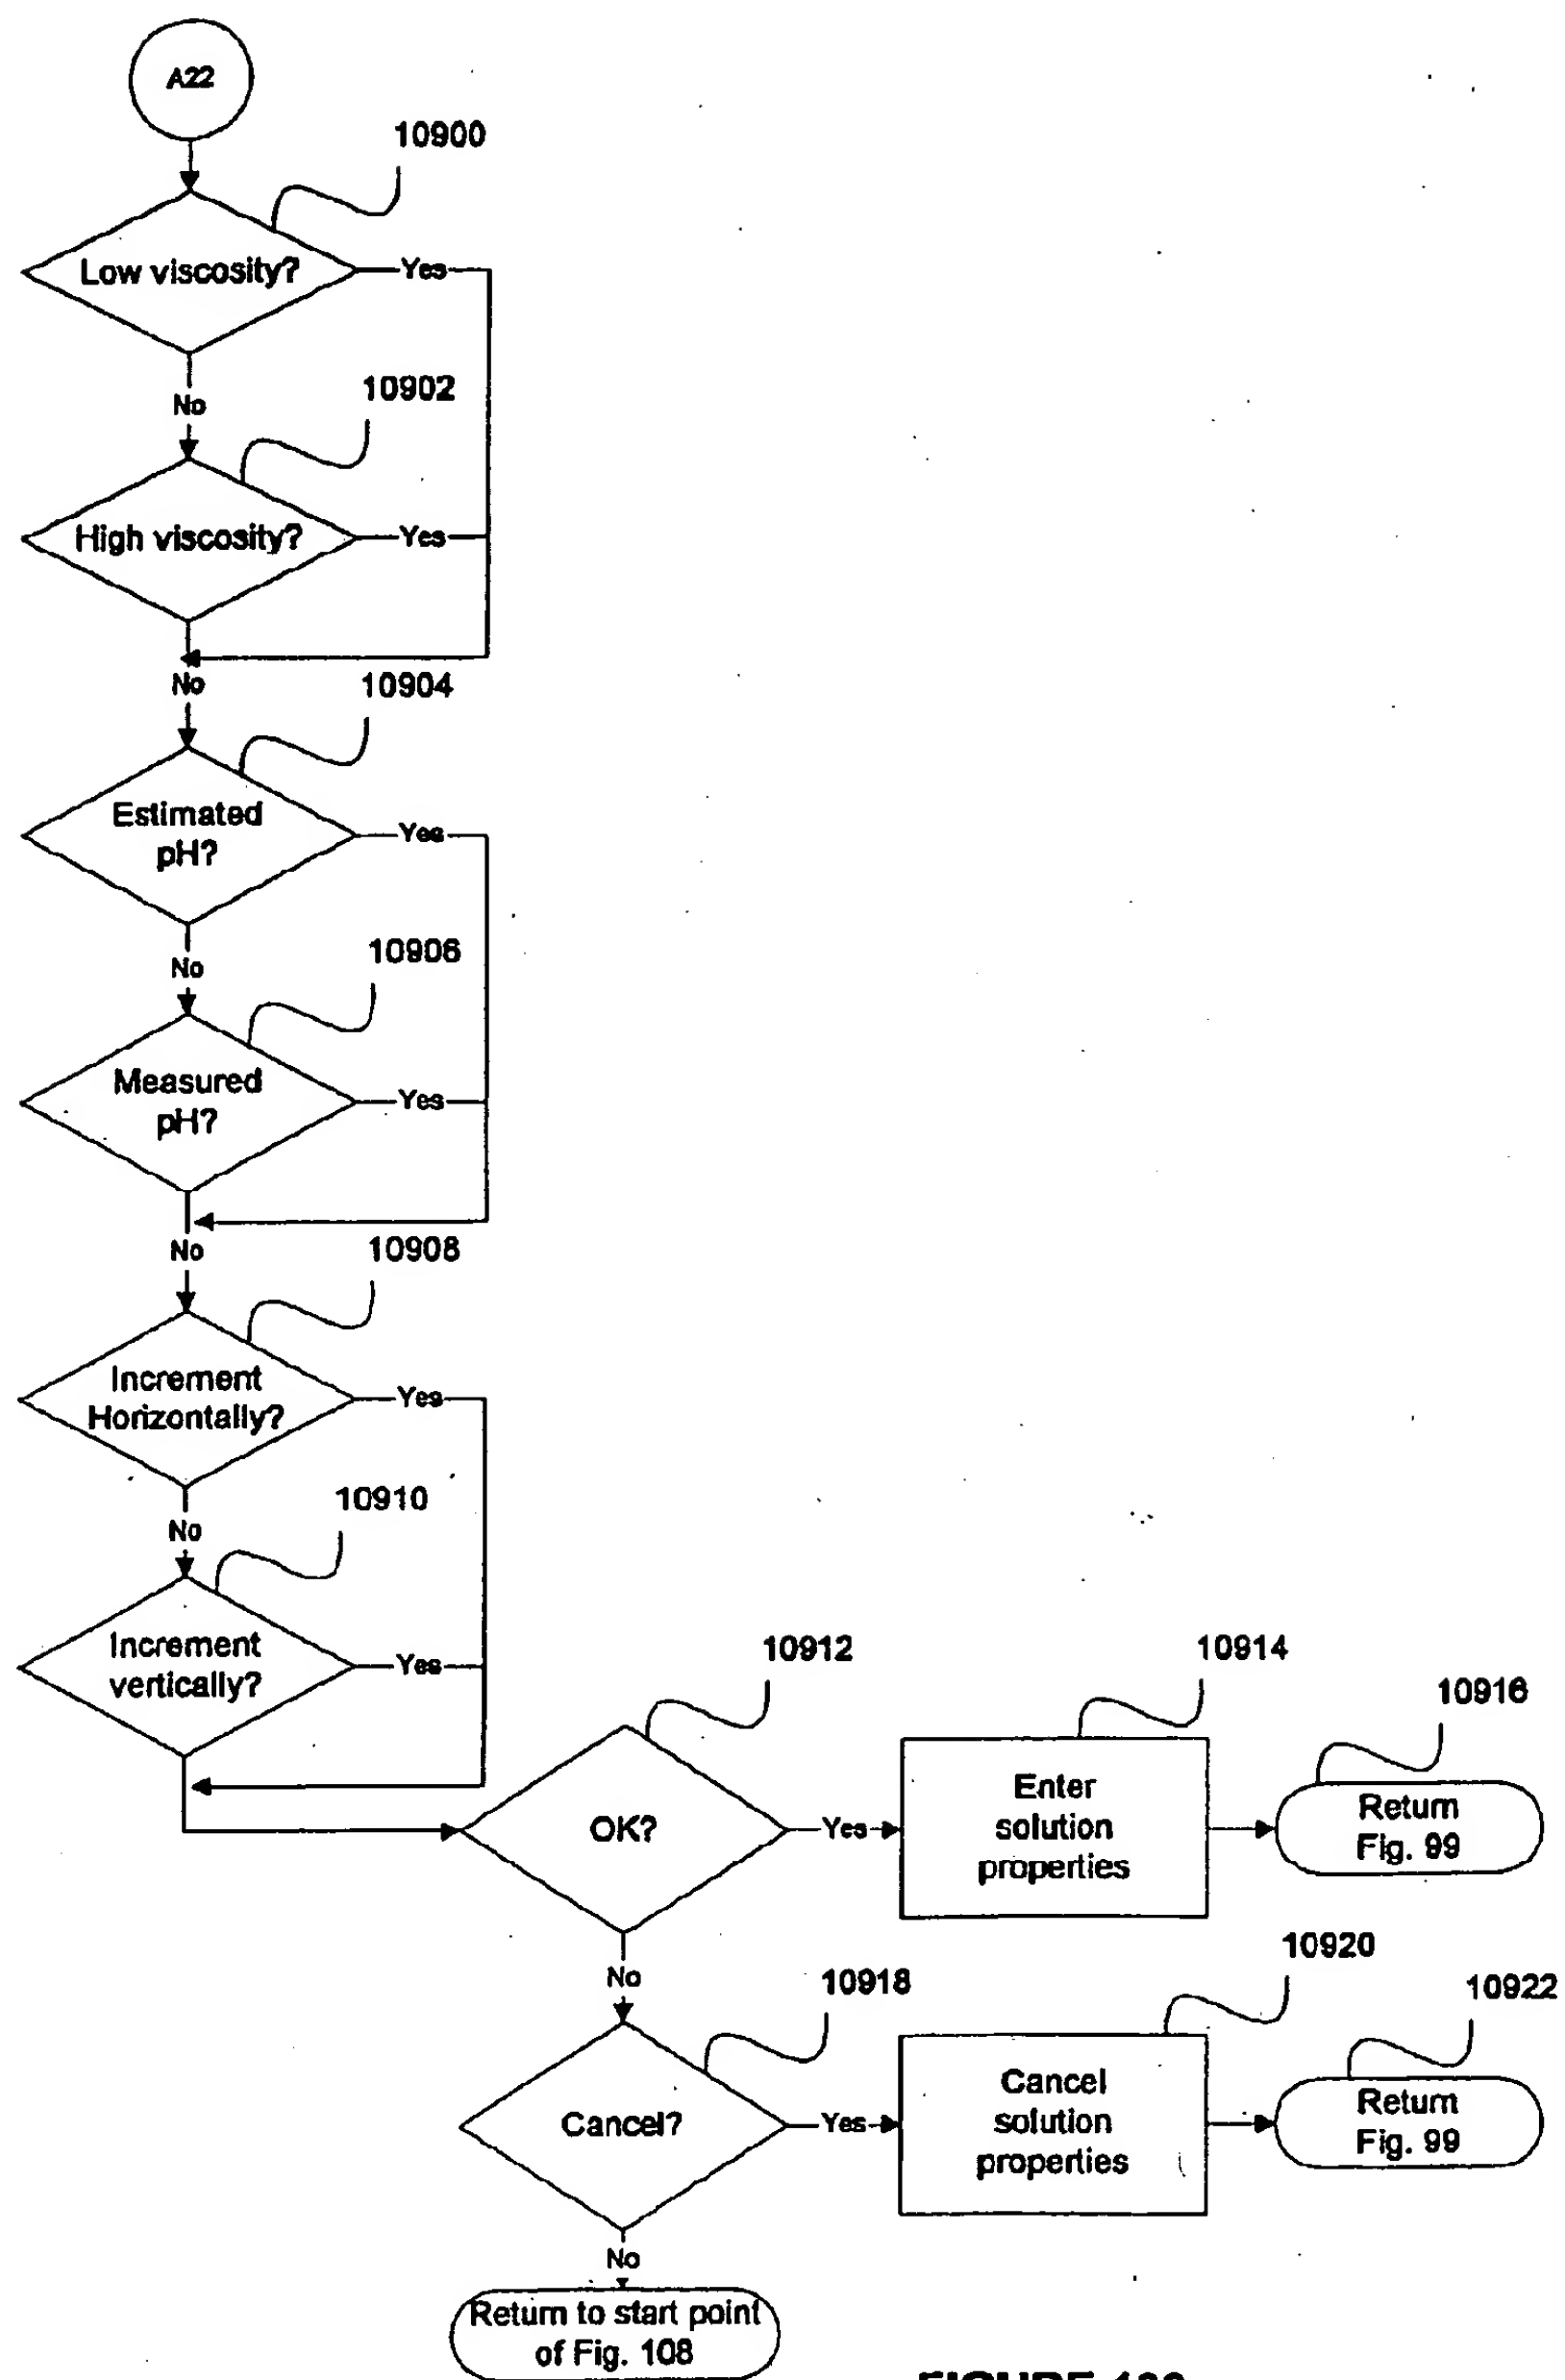 A22
10900
Low viscosity?
Yes
No
10902
High viscosity?
Yes
No
10904
Estimated
pH?
Yes
No
10906
Measured
pH?
Yes
No
10908
Increment
Horizontally?
Yes
No
10910
Increment
vertically?
Yes
10912
OK?
Yes
10914
Enter
solution
properties
10916
Return
Fig. 99
No
10918
Cancel?
Yes
10920
Cancel
solution
properties
10922
Return
Fig. 99
No
Return to start point
of Fig. 108
FIGURE